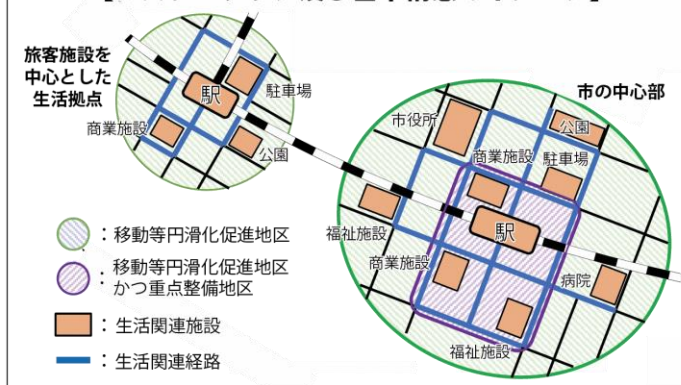 旅客施設を
中心とした
生活拠点
駅
駐車場
商業施設
公園
市の中心部
市役所
公園
商業施設
駐車場
駅
福祉施設
商業施設
病院
福祉施設
：移動等円滑化促進地区
：移動等円滑化促進地区
かつ重点整備地区
：生活関連施設
：生活関連経路